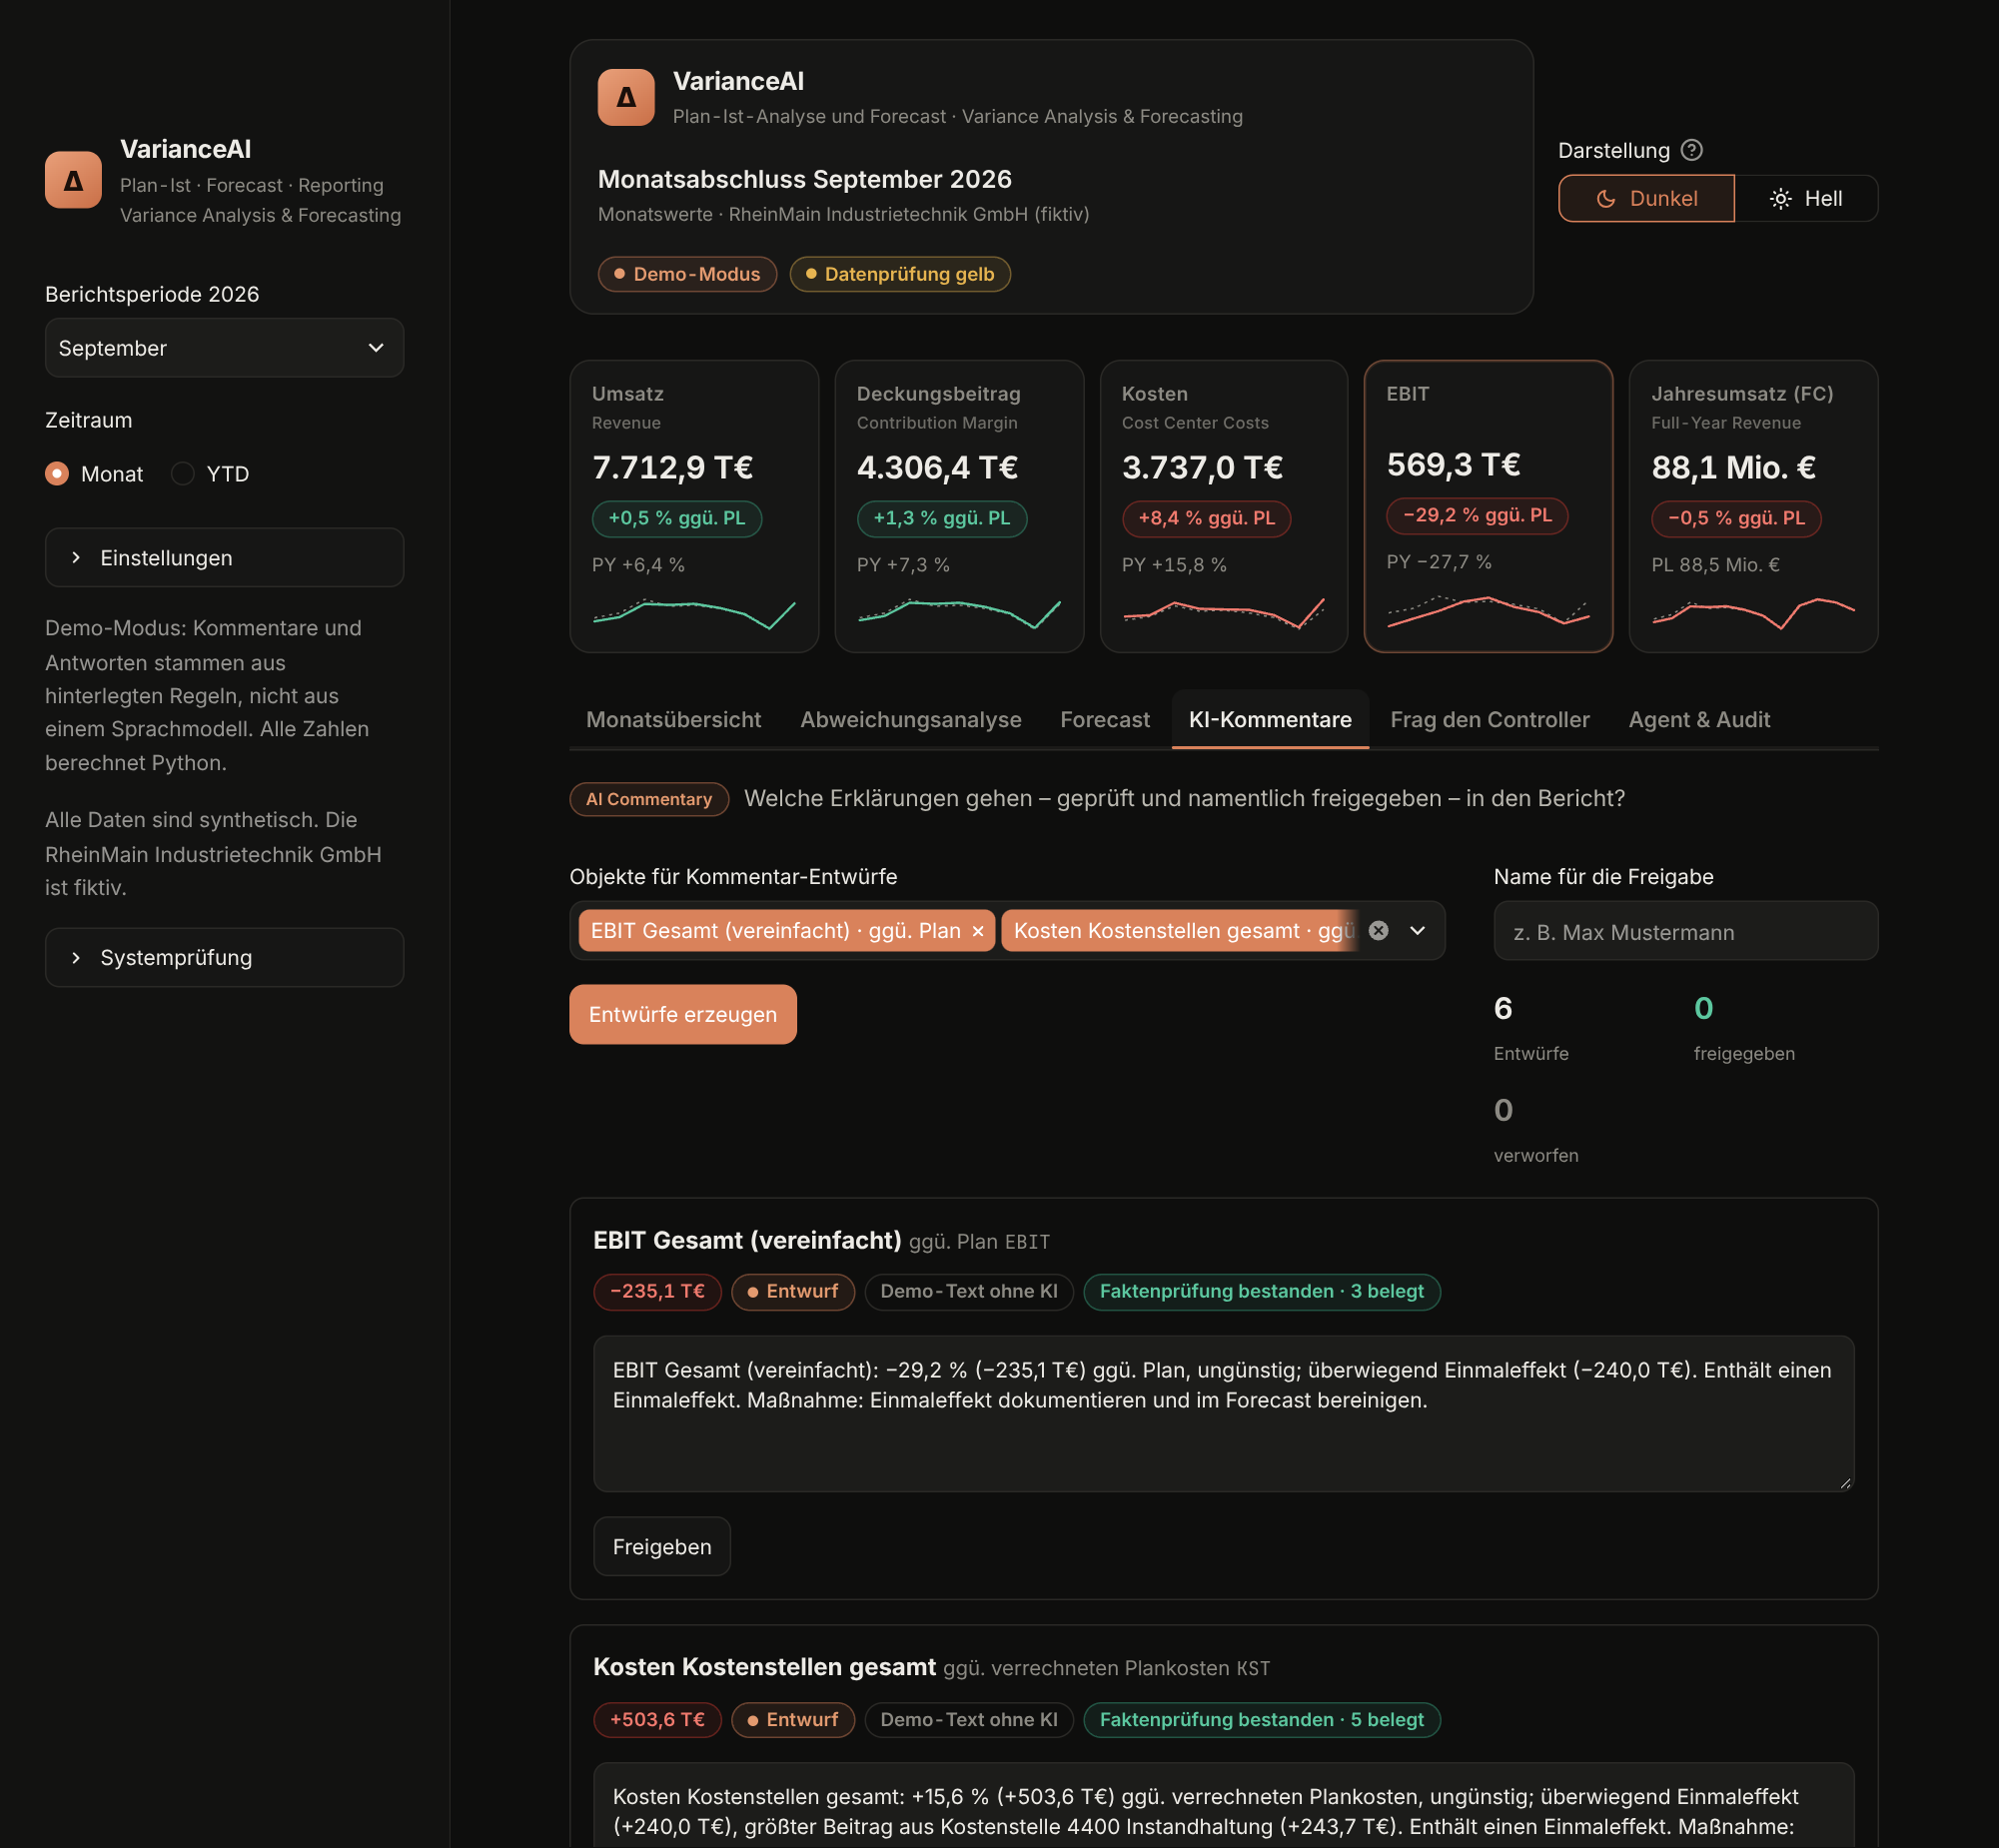 VarianceAI
Plan-Ist · Forecast · Reporting
Variance Analysis & Forecasting
Berichtsperiode 2026
September
Zeitraum
Monat
YTD
Einstellungen
Demo-Modus: Kommentare und
Antworten stammen aus
hinterlegten Regeln, nicht aus
einem Sprachmodell. Alle Zahlen
berechnet Python.
Alle Daten sind synthetisch. Die
RheinMain Industrietechnik GmbH
ist fiktiv.
Systemprüfung
VarianceAI
Plan-Ist-Analyse und Forecast · Variance Analysis & Forecasting
Monatsabschluss September 2026
Monatswerte · RheinMain Industrietechnik GmbH (fiktiv)
Demo-Modus
Datenprüfung gelb
Darstellung
Dunkel
Hell
Umsatz
Revenue
7.712,9 T€
+0,5 % ggü. PL
PY +6,4 %
Deckungsbeitrag
Contribution Margin
4.306,4 T€
+1,3 % ggü. PL
PY +7,3 %
Kosten
Cost Center Costs
3.737,0 T€
+8,4 % ggü. PL
PY +15,8 %
EBIT
569,3 T€
−29,2 % ggü. PL
PY −27,7 %
Jahresumsatz (FC)
Full-Year Revenue
88,1 Mio. €
−0,5 % ggü. PL
PL 88,5 Mio. €
Monatsübersicht
Abweichungsanalyse
Forecast
KI-Kommentare
Frag den Controller
Agent & Audit
AI Commentary
Welche Erklärungen gehen – geprüft und namentlich freigegeben – in den Bericht?
Objekte für Kommentar-Entwürfe
EBIT Gesamt (vereinfacht) · ggü. Plan
Kosten Kostenstellen gesamt · ggü
Entwürfe erzeugen
Name für die Freigabe
z. B. Max Mustermann
6
Entwürfe
0
freigegeben
0
verworfen
EBIT Gesamt (vereinfacht) ggü. Plan EBIT
−235,1 T€
Entwurf
Demo-Text ohne KI
Faktenprüfung bestanden · 3 belegt
EBIT Gesamt (vereinfacht): −29,2 % (−235,1 T€) ggü. Plan, ungünstig; überwiegend Einmaleffekt (−240,0 T€). Enthält einen
Einmaleffekt. Maßnahme: Einmaleffekt dokumentieren und im Forecast bereinigen.
Freigeben
Kosten Kostenstellen gesamt ggü. verrechneten Plankosten KST
+503,6 T€
Entwurf
Demo-Text ohne KI
Faktenprüfung bestanden · 5 belegt
Kosten Kostenstellen gesamt: +15,6 % (+503,6 T€) ggü. verrechneten Plankosten, ungünstig; überwiegend Einmaleffekt
(+240,0 T€), größter Beitrag aus Kostenstelle 4400 Instandhaltung (+243,7 T€). Enthält einen Einmaleffekt. Maßnahme: